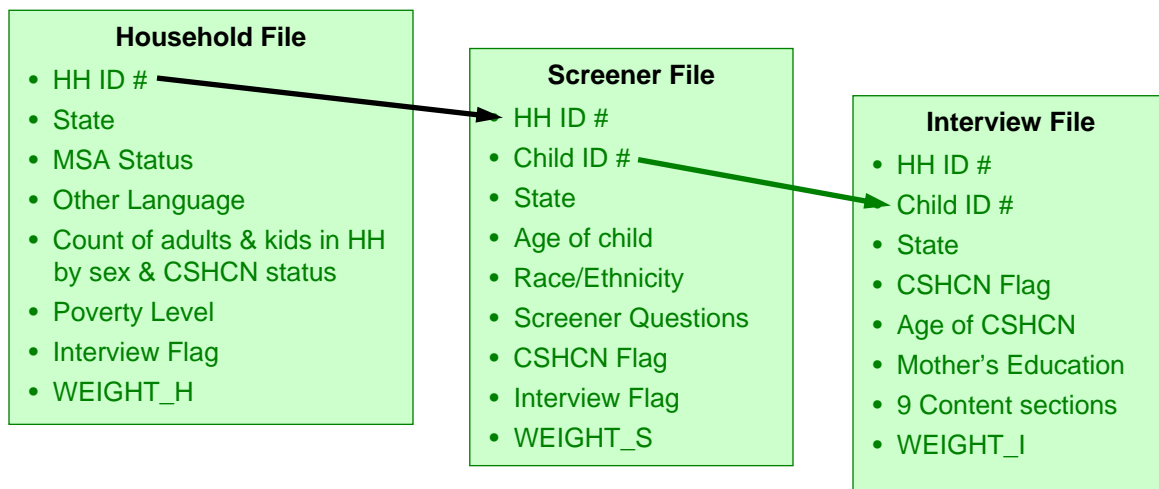 Household File
• HH ID #
• State
• MSA Status
• Other Language
• Count of adults & kids in HH
by sex & CSHCN status
• Poverty Level
• Interview Flag
• WEIGHT_H
Screener File
• HH ID #
• Child ID #
• State
• Age of child
• Race/Ethnicity
• Screener Questions
• CSHCN Flag
• Interview Flag
• WEIGHT_S
Interview File
• HH ID #
• Child ID #
• State
• CSHCN Flag
• Age of CSHCN
• Mother’s Education
• 9 Content sections
• WEIGHT_I